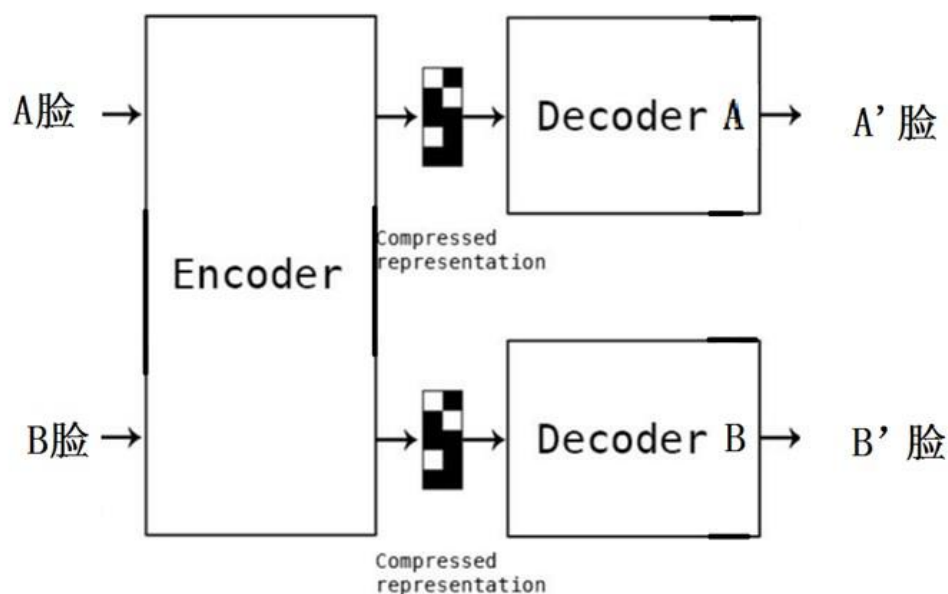 A脸
Decoder A
A’脸
Compressed
representation
Encoder
B脸
Decoder B
B’脸
Compressed
representation